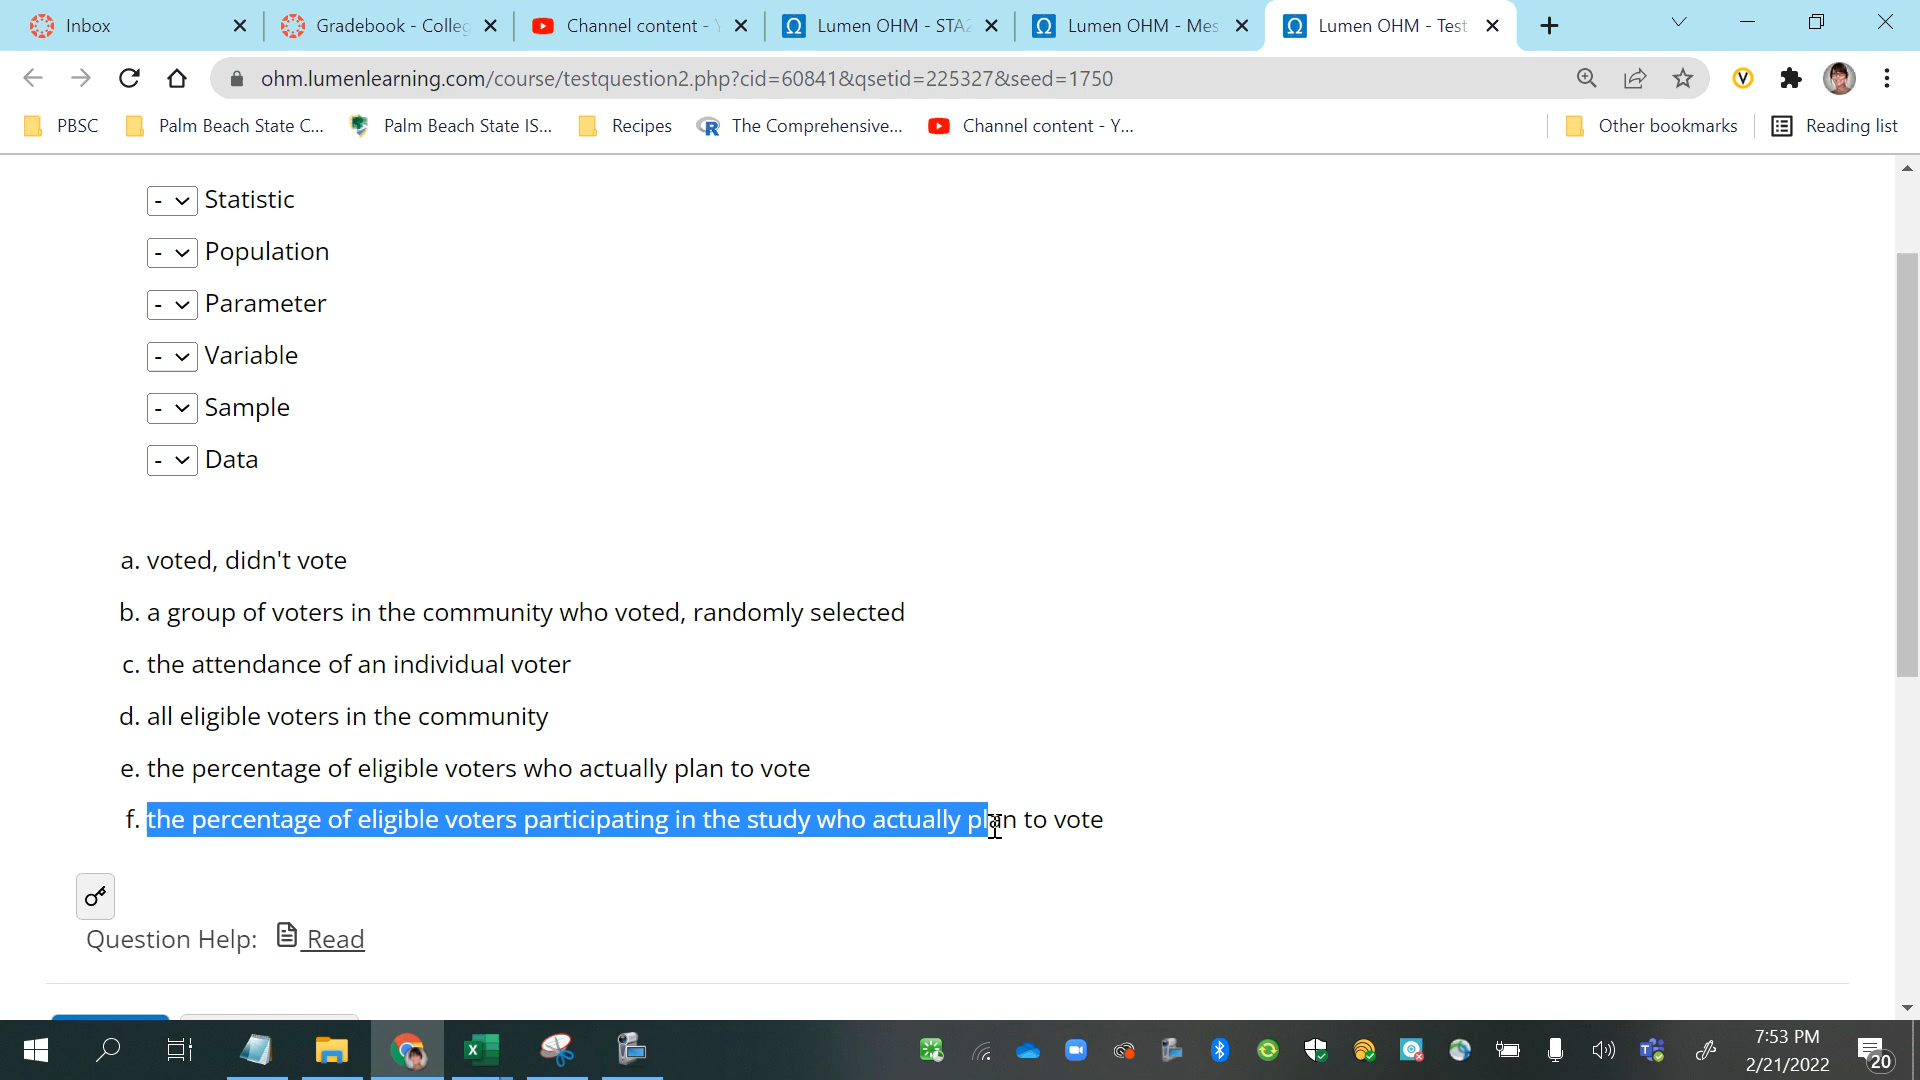 Inbox
Gradebook - Colleg
Channel content - Y
Lumen OHM - STA2
Lumen OHM - Mes
Lumen OHM - Test
ohm.lumenlearning.com/course/testquestion2.php?cid=60841&qsetid=225327&seed=1750
PBSC
Palm Beach State C...
Palm Beach State IS...
Recipes
The Comprehensive...
Channel content - Y...
Other bookmarks
Reading list
- Statistic
- Population
- Parameter
- Variable
- Sample
- Data
a. voted, didn't vote
b. a group of voters in the community who voted, randomly selected
c. the attendance of an individual voter
d. all eligible voters in the community
e. the percentage of eligible voters who actually plan to vote
f. the percentage of eligible voters participating in the study who actually plan to vote
Question Help: Read
7:53 PM
2/21/2022
20